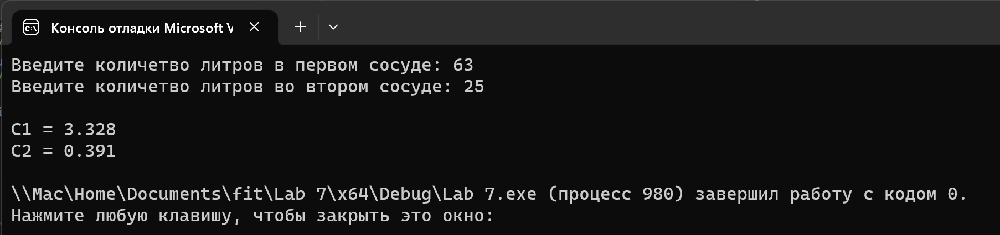 Консоль отладки Microsoft V
Введите количетво литров в первом сосуде: 63
Введите количетво литров во втором сосуде: 25
C1 = 3.328
C2 = 0.391
\\Mac\Home\Documents\fit\Lab 7\x64\Debug\Lab 7.exe (процесс 980) завершил работу с кодом 0.
Нажмите любую клавишу, чтобы закрыть это окно: